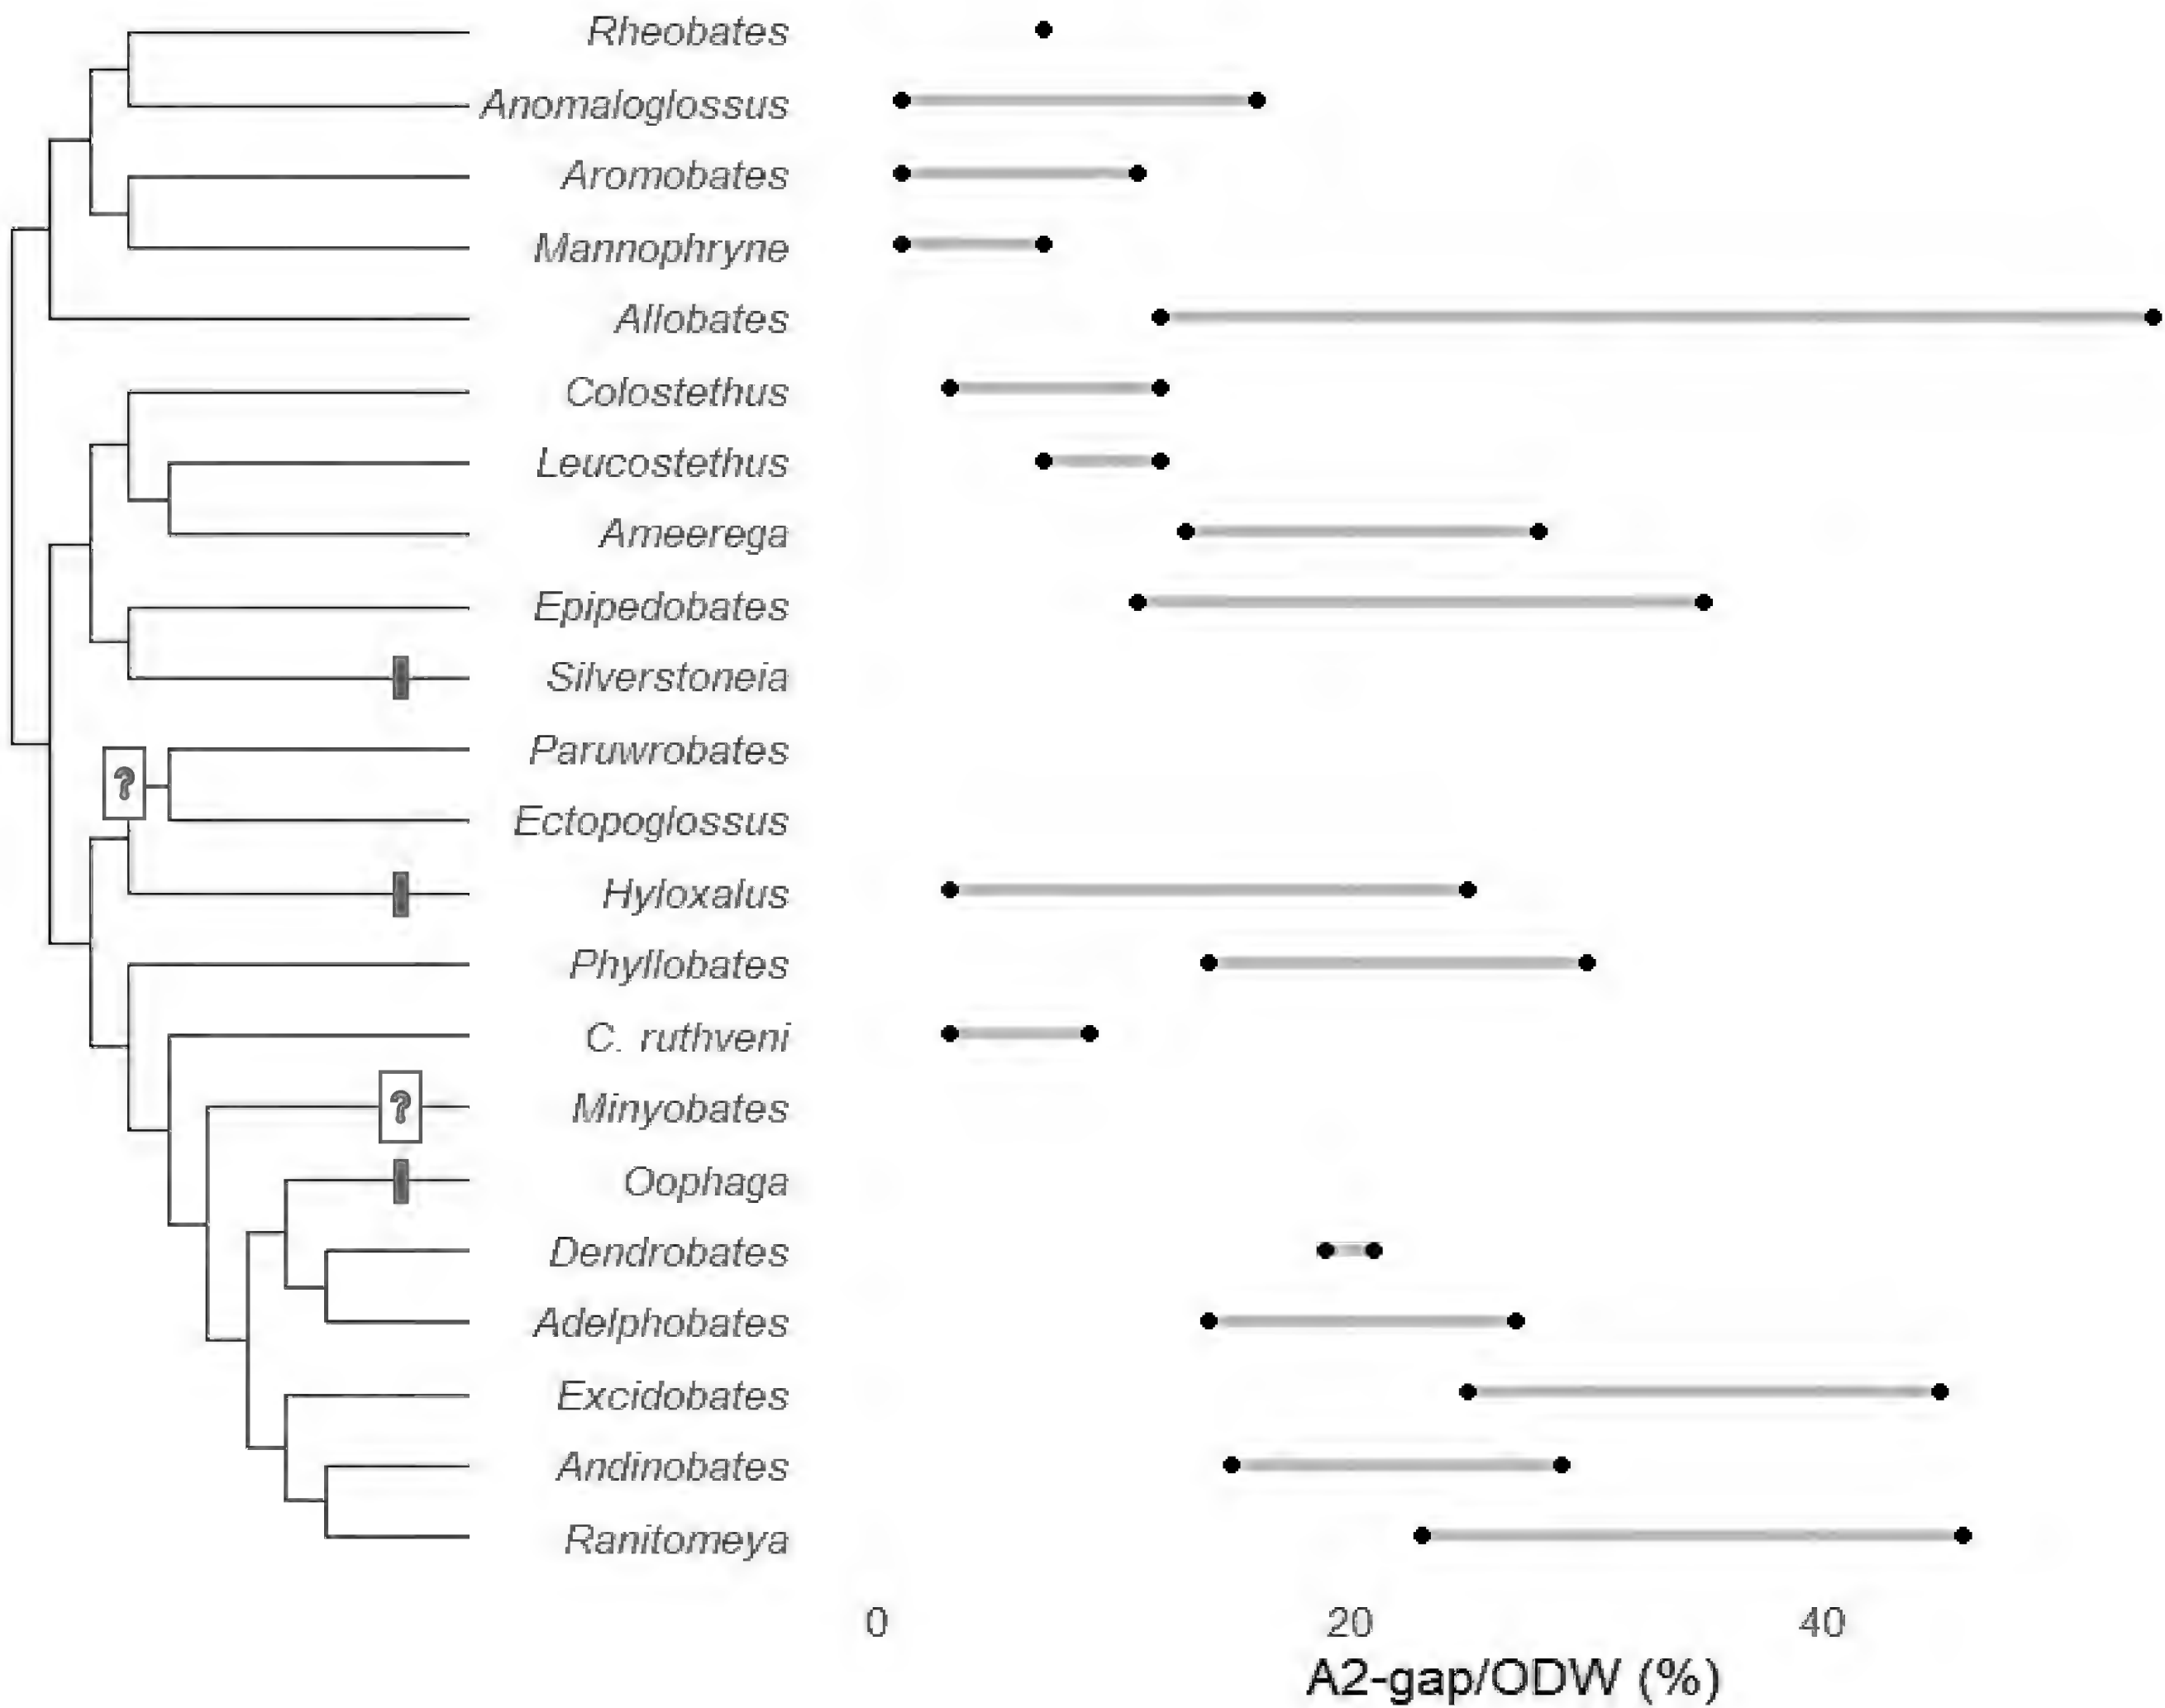 Rheobates
Anomaloglossus
Aromobates
Mannophryne
Allobates
Colostethus
Leucostethus
Ameerega
Epipedobates
Silverstoneia
Paruwrobates
?
Ectopoglossus
Hyloxalus
Phyllobates
C. ruthveni
? Minyobates
Oophaga
Dendrobates
Adelphobates
Excidobates
Andinobates
Ranitomeya
0 20 40
A2-gap/ODW (%)